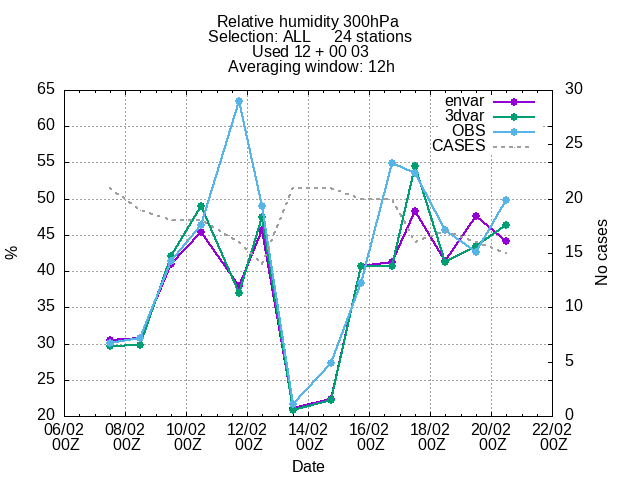 Relative humidity 300hPa
Selection: ALL 24 stations
Used 12 + 00 03
Averaging window: 12h
envar
3dvar
OBS
CASES
65
60
55
50
45
40
35
30
25
20
%
30
25
20
15
10
5
0
No cases
06/02 08/02 10/02 12/02 14/02 16/02 18/02 20/02 22/02
00Z 00Z 00Z 00Z 00Z 00Z 00Z 00Z 00Z
Date